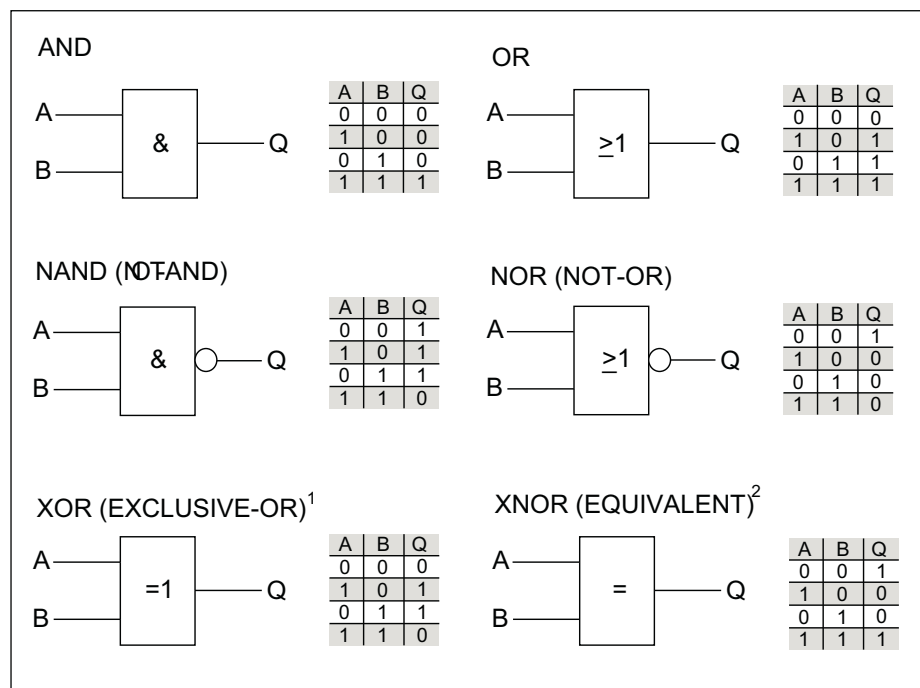 AND
A
B
&
Q
A B Q
0 0 0
1 0 0
0 1 0
1 1 1
OR
A
B
≥1
Q
A B Q
0 0 0
1 0 1
0 1 1
1 1 1
NAND (NOT-AND)
A
B
&
Q
A B Q
0 0 1
1 0 1
0 1 1
1 1 0
NOR (NOT-OR)
A
B
≥1
Q
A B Q
0 0 1
1 0 0
0 1 0
1 1 0
XOR (EXCLUSIVE-OR)¹
A
B
=1
Q
A B Q
0 0 0
1 0 1
0 1 1
1 1 0
XNOR (EQUIVALENT)²
A
B
=
Q
A B Q
0 0 1
1 0 0
0 1 0
1 1 1